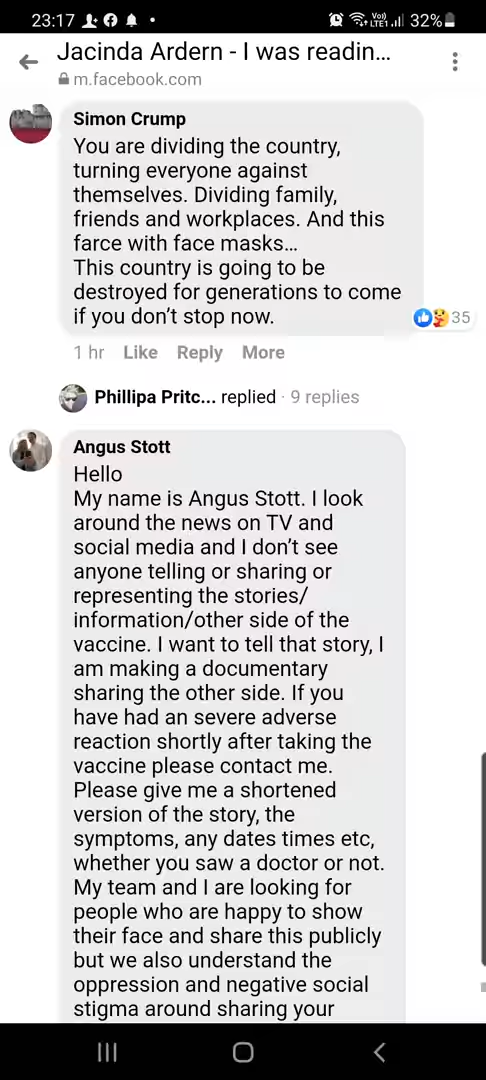 23:17 Vo)) LTE1 32%
Jacinda Ardern - I was readin...
m.facebook.com
Simon Crump
You are dividing the country,
turning everyone against
themselves. Dividing family,
friends and workplaces. And this
farce with face masks...
This country is going to be
destroyed for generations to come
if you don't stop now.
35
1 hr Like Reply More
Phillipa Pritc... replied · 9 replies
Angus Stott
Hello
My name is Angus Stott. I look
around the news on TV and
social media and I don't see
anyone telling or sharing or
representing the stories/
information/other side of the
vaccine. I want to tell that story, I
am making a documentary
sharing the other side. If you
have had an severe adverse
reaction shortly after taking the
vaccine please contact me.
Please give me a shortened
version of the story, the
symptoms, any dates times etc,
whether you saw a doctor or not.
My team and I are looking for
people who are happy to show
their face and share this publicly
but we also understand the
oppression and negative social
stigma around sharing your